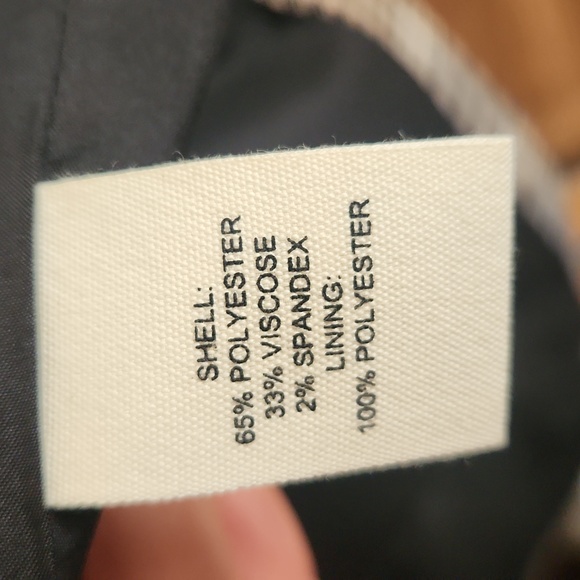 SHELL:
65% POLYESTER
33% VISCOSE
2% SPANDEX
LINING:
100% POLYESTER